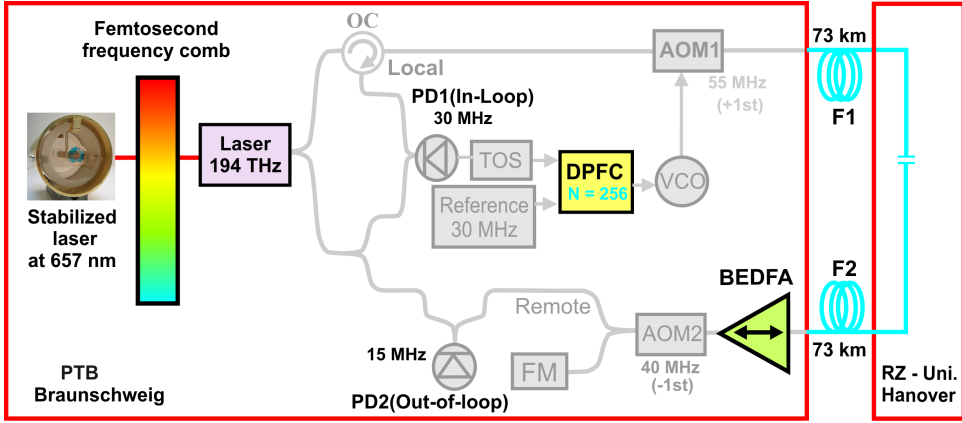 Femtosecond
frequency comb
OC
Local
AOM1
55 MHz
(+1st)
73 km
F1
PD1(In-Loop)
30 MHz
Laser
194 THz
TOS
DPFC
N = 256
VCO
Reference
30 MHz
Stabilized
laser
at 657 nm
BEDFA
F2
73 km
Remote
AOM2
40 MHz
(-1st)
15 MHz
FM
PD2(Out-of-loop)
PTB
Braunschweig
RZ - Uni.
Hanover